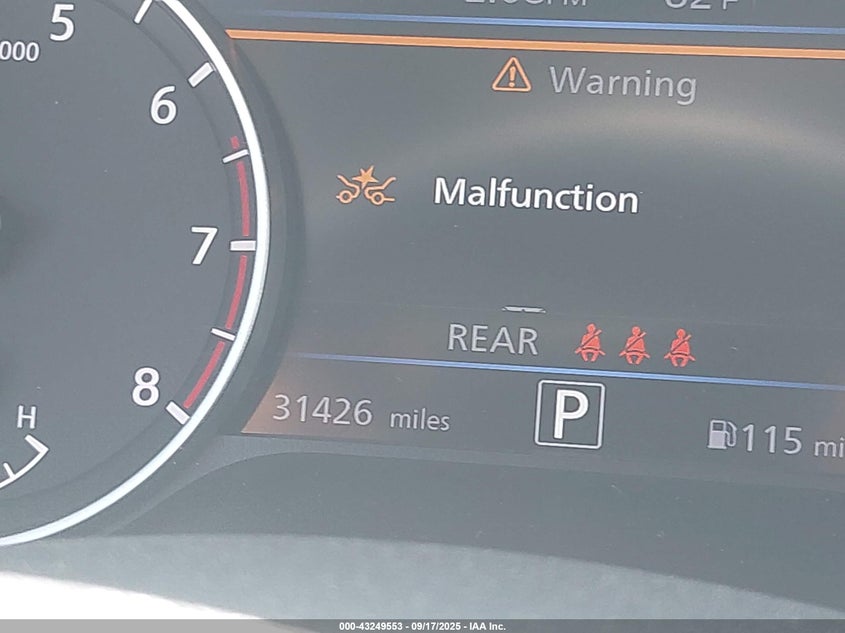 5
000
6
7
8
H
Warning
Malfunction
REAR
31426 miles
P
115 mi
000-43249553 - 09/17/2025 - IAA Inc.